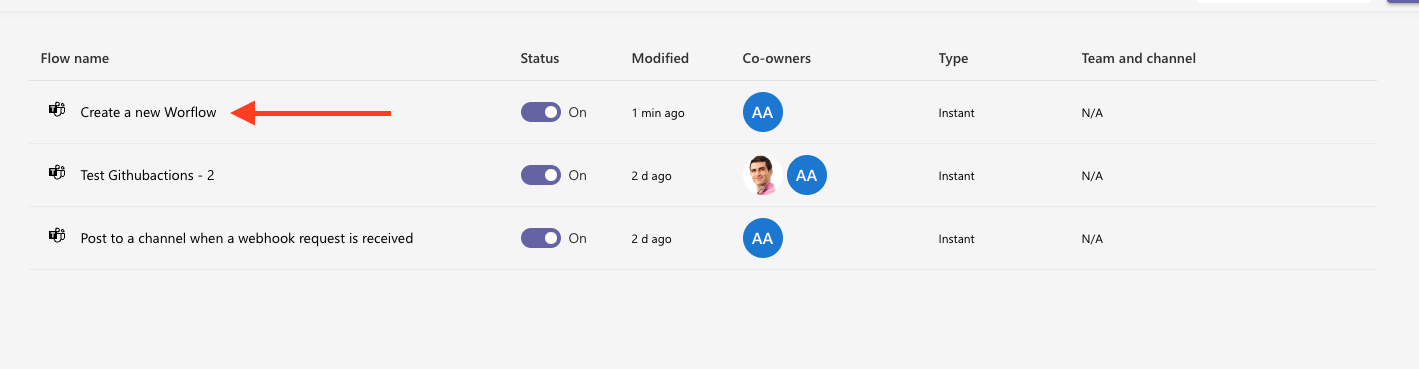 Flow name Status Modified Co-owners Type Team and channel
Create a new Worflow On 1 min ago AA Instant N/A
Test Githubactions - 2 On 2 d ago AA Instant N/A
Post to a channel when a webhook request is received On 2 d ago AA Instant N/A